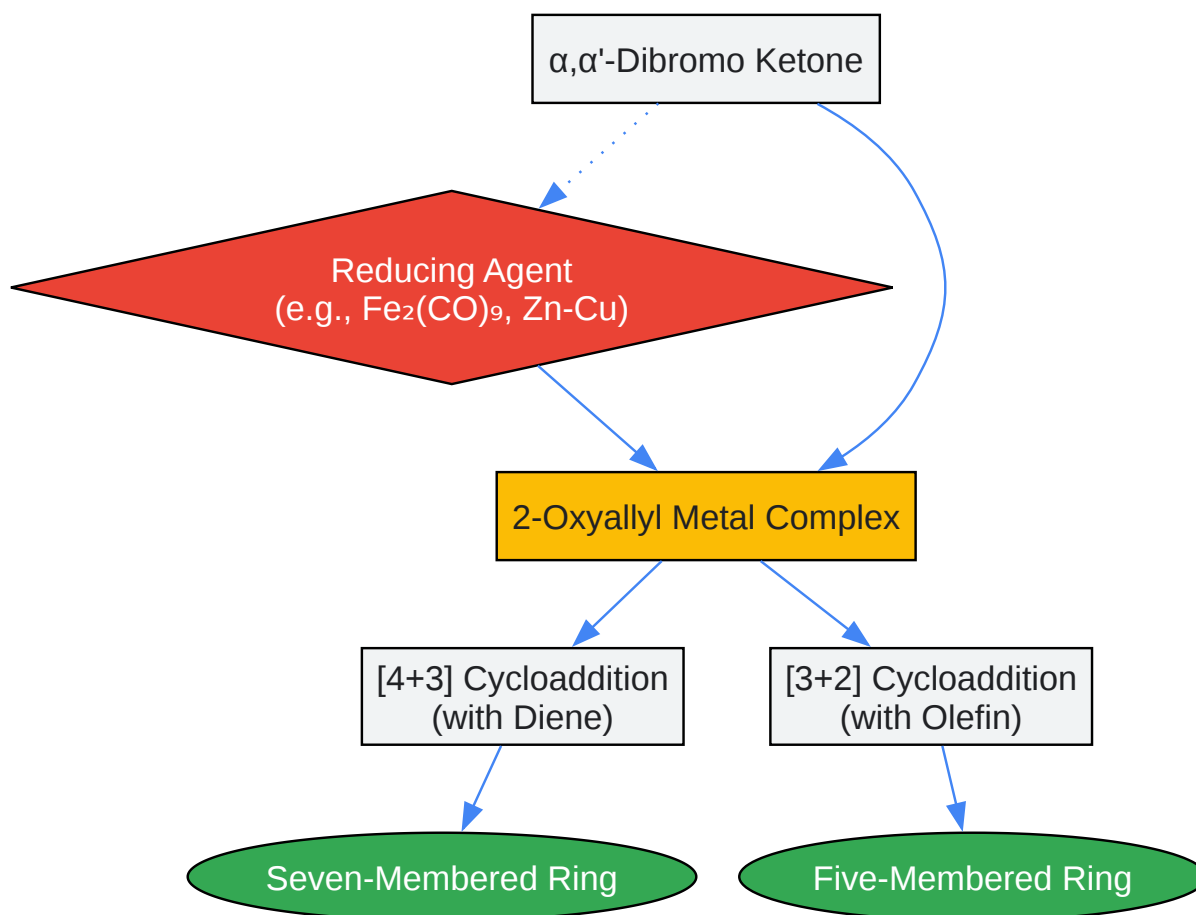 α,α'-Dibromo Ketone
Reducing Agent
(e.g., Fe₂(CO)₉, Zn-Cu)
2-Oxyallyl Metal Complex
[4+3] Cycloaddition
(with Diene)
[3+2] Cycloaddition
(with Olefin)
Seven-Membered Ring
Five-Membered Ring